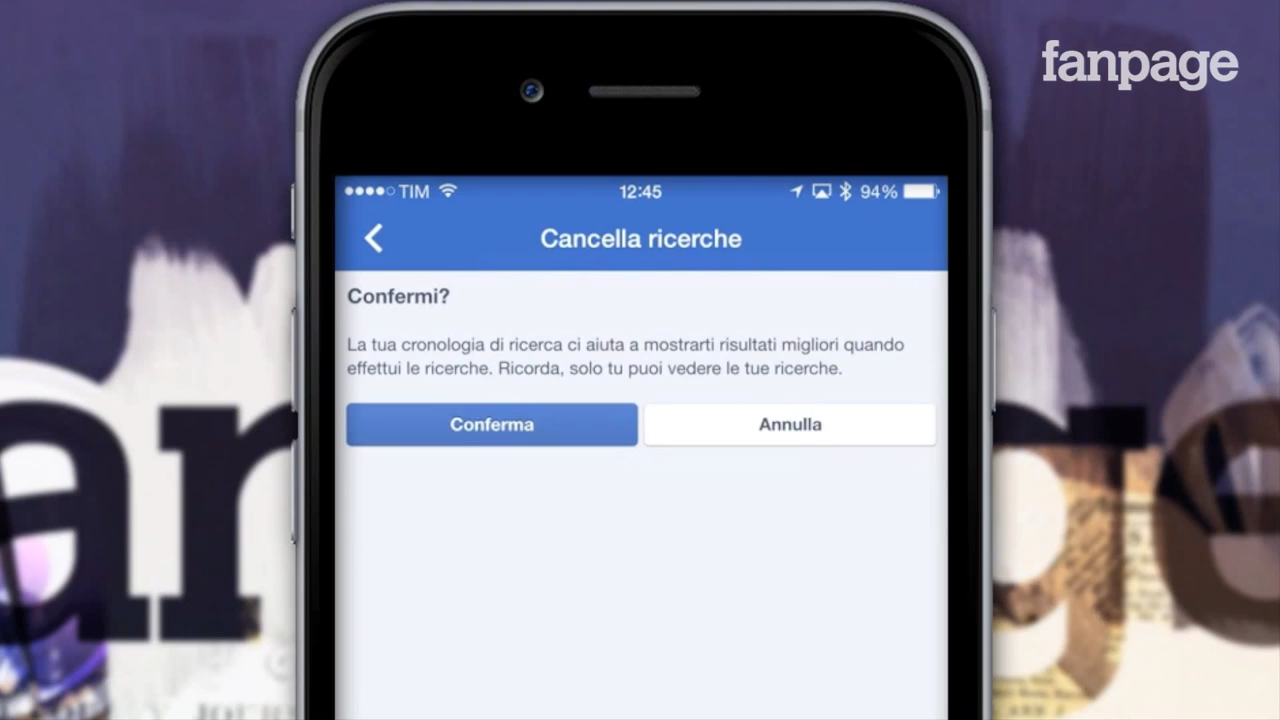 fanpage
TIM 12:45 94%
Cancella ricerche
Confermi?
La tua cronologia di ricerca ci aiuta a mostrarti risultati migliori quando
effettui le ricerche. Ricorda, solo tu puoi vedere le tue ricerche.
Conferma Annulla